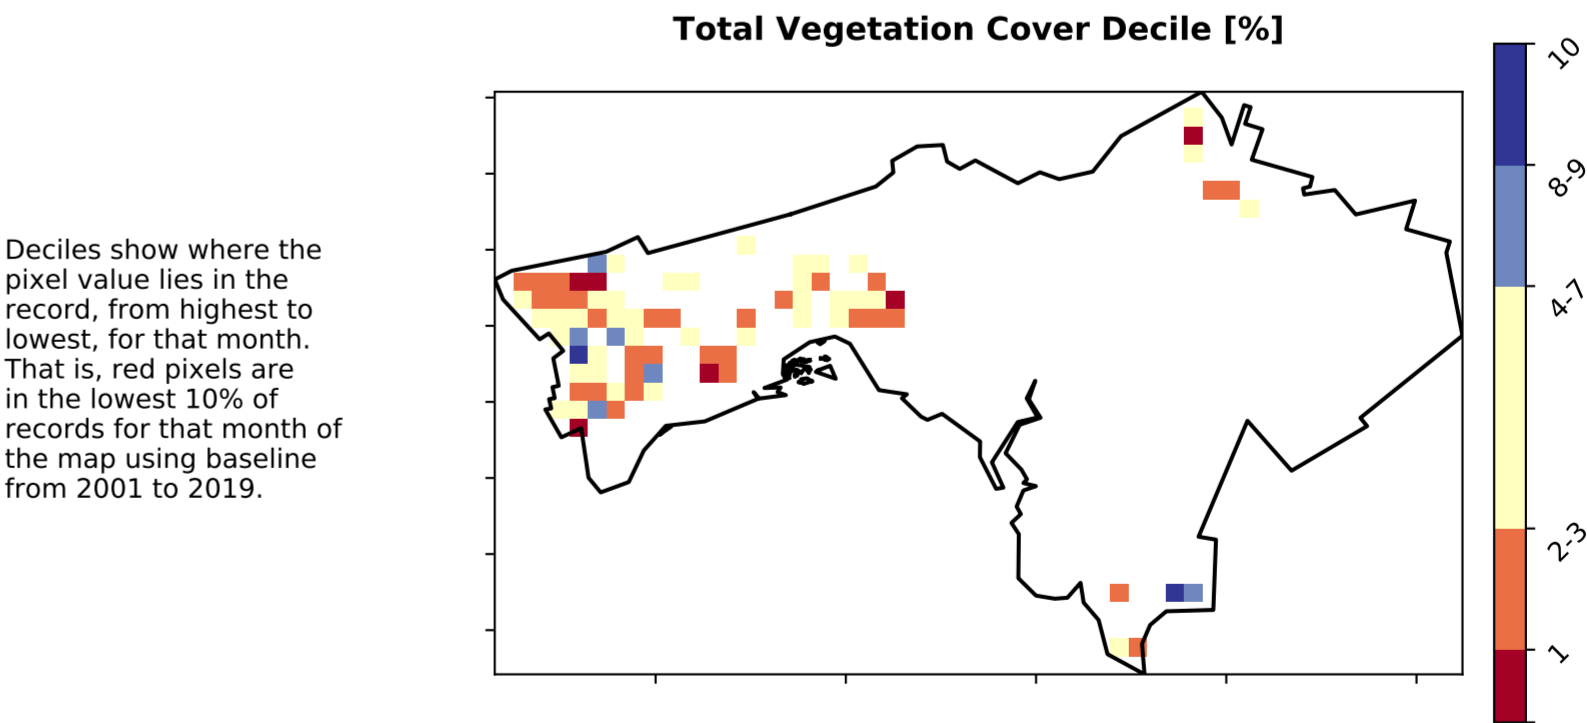 Total Vegetation Cover Decile [%]
Deciles show where the
pixel value lies in the
record, from highest to
lowest, for that month.
That is, red pixels are
in the lowest 10% of
records for that month of
the map using baseline
from 2001 to 2019.
10
8-9
4-7
2-3
1